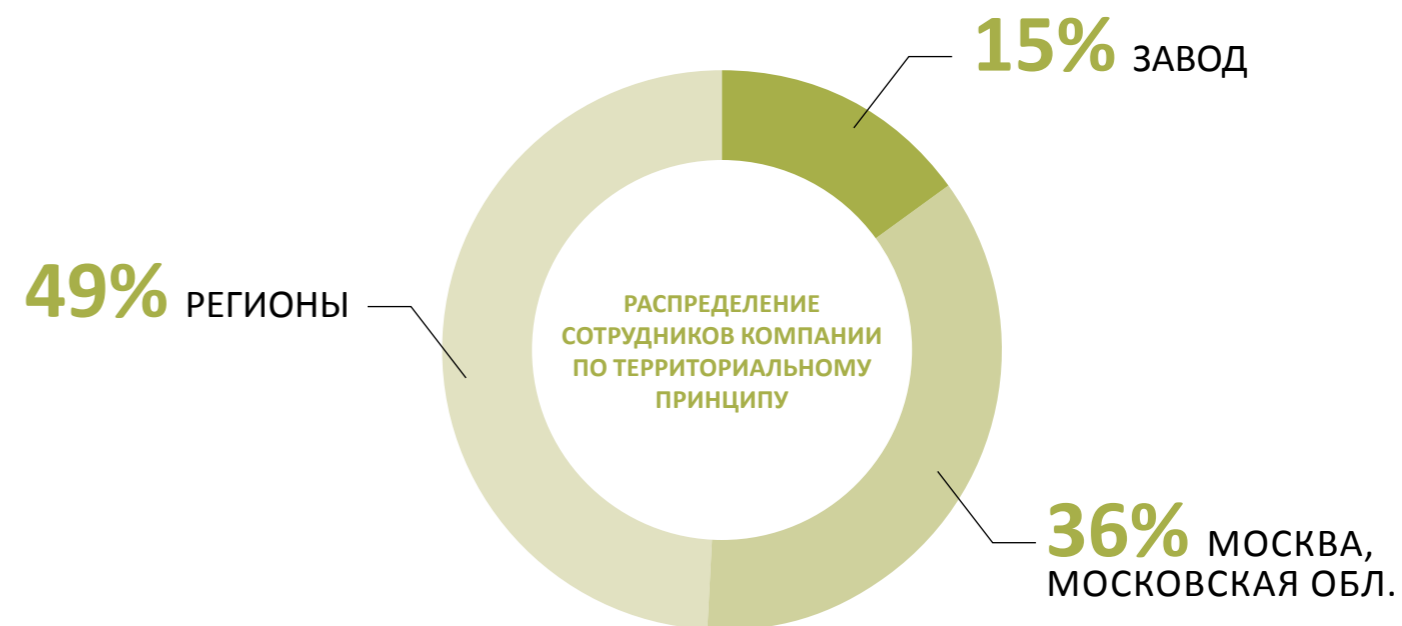 15% ЗАВОД
49% РЕГИОНЫ
РАСПРЕДЕЛЕНИЕ
СОТРУДНИКОВ КОМПАНИИ
ПО ТЕРРИТОРИАЛЬНОМУ
ПРИНЦИПУ
36% МОСКВА,
МОСКОВСКАЯ ОБЛ.